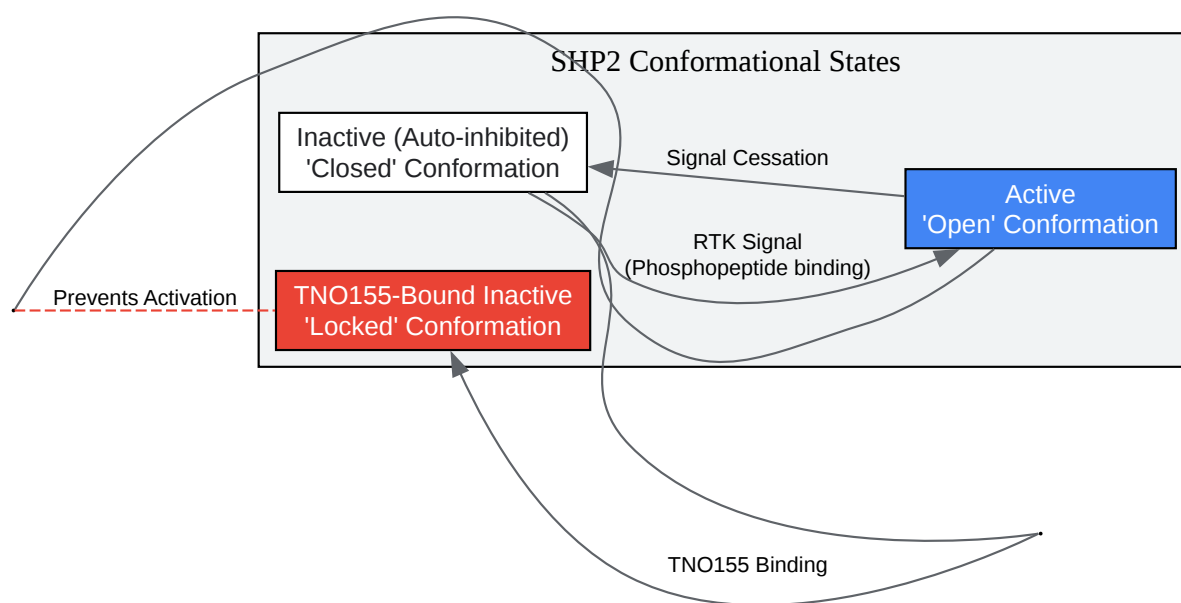 SHP2 Conformational States
Inactive (Auto-inhibited)
'Closed' Conformation
Signal Cessation
Active
'Open' Conformation
RTK Signal
(Phosphopeptide binding)
Prevents Activation
TNO155-Bound Inactive
'Locked' Conformation
TNO155 Binding